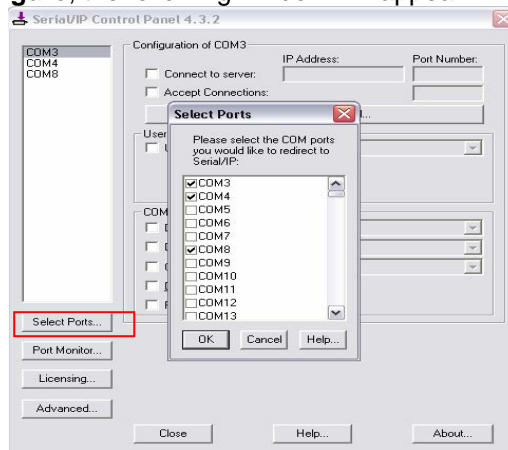 the following
appea
Serial/IP Control Panel 4.3.2
COM3
COM4
COM8
Configuration of COM3
IP Address:
Port Number:
Connect to server:
Accept Connections:
Select Ports
Please select the COM ports
you would like to redirect to
Serial/IP:
COM3
COM4
COM5
COM6
COM7
COM8
COM9
COM10
COM11
COM12
COM13
OK
Cancel
Help...
User
COM
Select Ports...
Port Monitor...
Licensing...
Advanced...
Close
Help...
About...